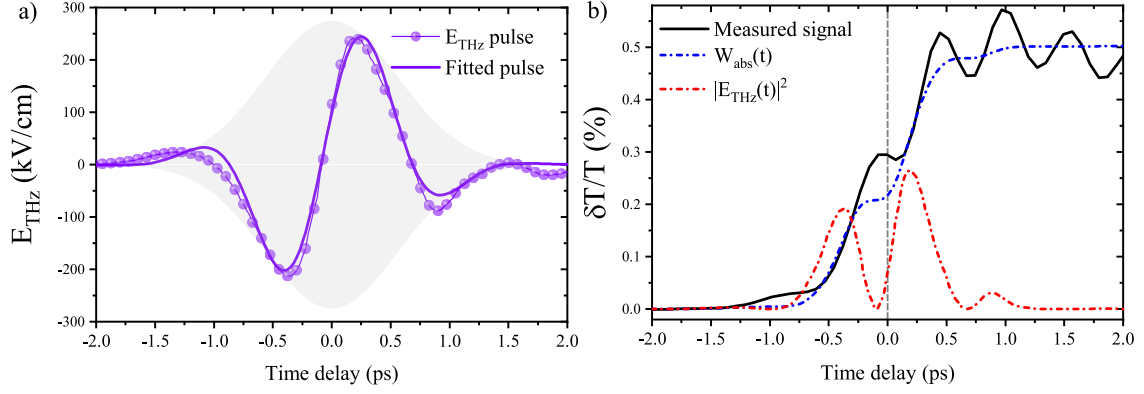 a)
E_THz pulse
Fitted pulse
300
200
100
0
-100
-200
-300
E_THz (kV/cm)
-2.0 -1.5 -1.0 -0.5 0.0 0.5 1.0 1.5 2.0
Time delay (ps)
b)
Measured signal
W_abs(t)
|E_THz(t)|²
0.5
0.4
0.3
0.2
0.1
0.0
δT/T (%)
-2.0 -1.5 -1.0 -0.5 0.0 0.5 1.0 1.5 2.0
Time delay (ps)